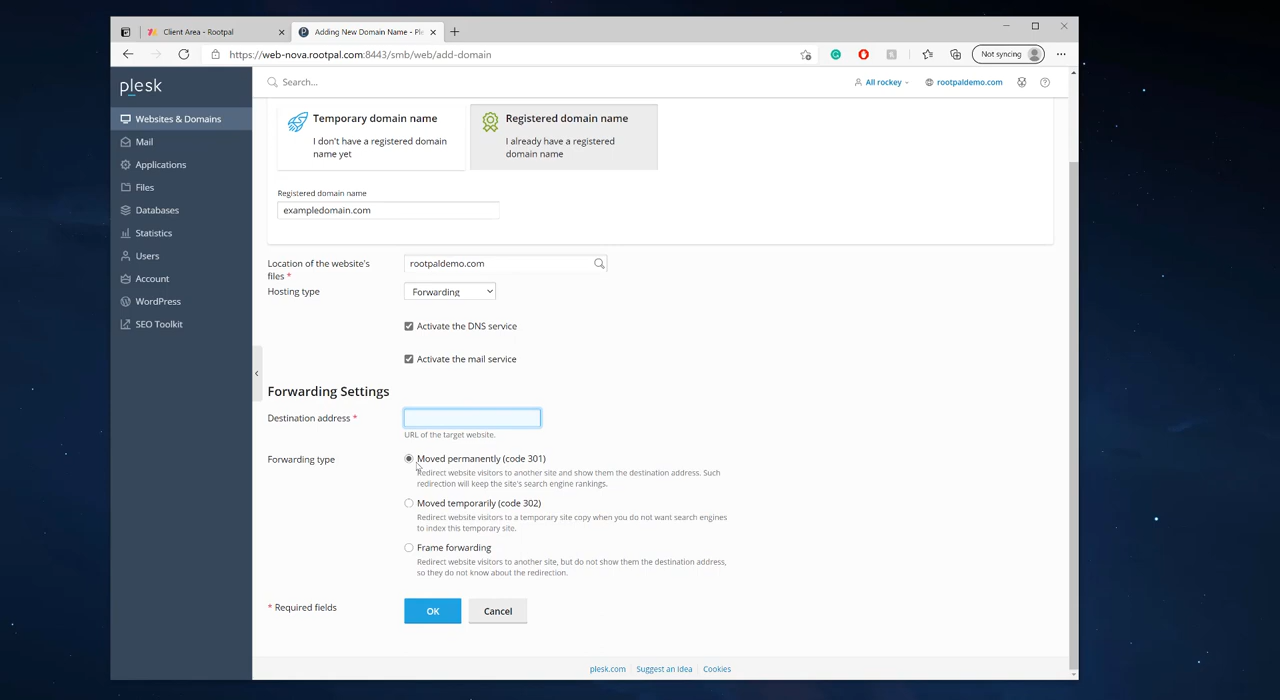 Client Area - Rootpal
Adding New Domain Name - Ple
https://web-nova.rootpal.com:8443/smb/web/add-domain
Not syncing
plesk
Search...
All rockey
rootpaldemo.com
Websites & Domains
Mail
Applications
Files
Databases
Statistics
Users
Account
WordPress
SEO Toolkit
Temporary domain name
I don't have a registered domain
name yet
Registered domain name
I already have a registered
domain name
Registered domain name
exampledomain.com
Location of the website's
files *
rootpaldemo.com
Hosting type
Forwarding
Activate the DNS service
Activate the mail service
Forwarding Settings
Destination address *
URL of the target website.
Forwarding type
Moved permanently (code 301)
Redirect website visitors to another site and show them the destination address. Such
redirection will keep the site's search engine rankings.
Moved temporarily (code 302)
Redirect website visitors to a temporary site copy when you do not want search engines
to index this temporary site.
Frame forwarding
Redirect website visitors to another site, but do not show them the destination address,
so they do not know about the redirection.
* Required fields
OK
Cancel
plesk.com
Suggest an Idea
Cookies